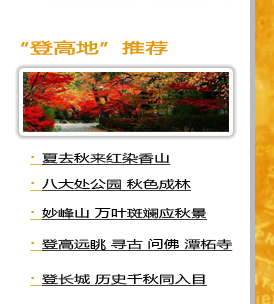 “登高地”推荐
· 夏去秋来红染香山
· 八大处公园 秋色成林
· 妙峰山 万叶斑斓应秋景
· 登高远眺 寻古 问佛 潭柘寺
· 登长城 历史千秋同入目